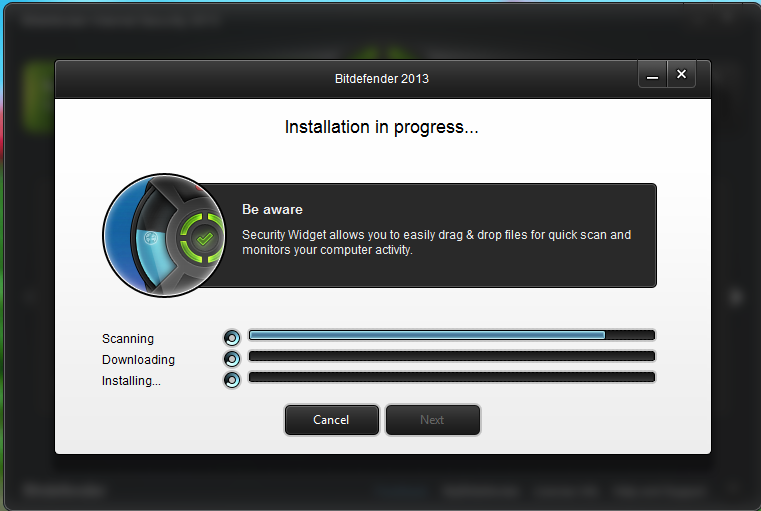 Bitdefender 2013
Installation in progress...
Be aware
Security Widget allows you to easily drag & drop files for quick scan and
monitors your computer activity.
Scanning
Downloading
Installing...
Cancel
Next